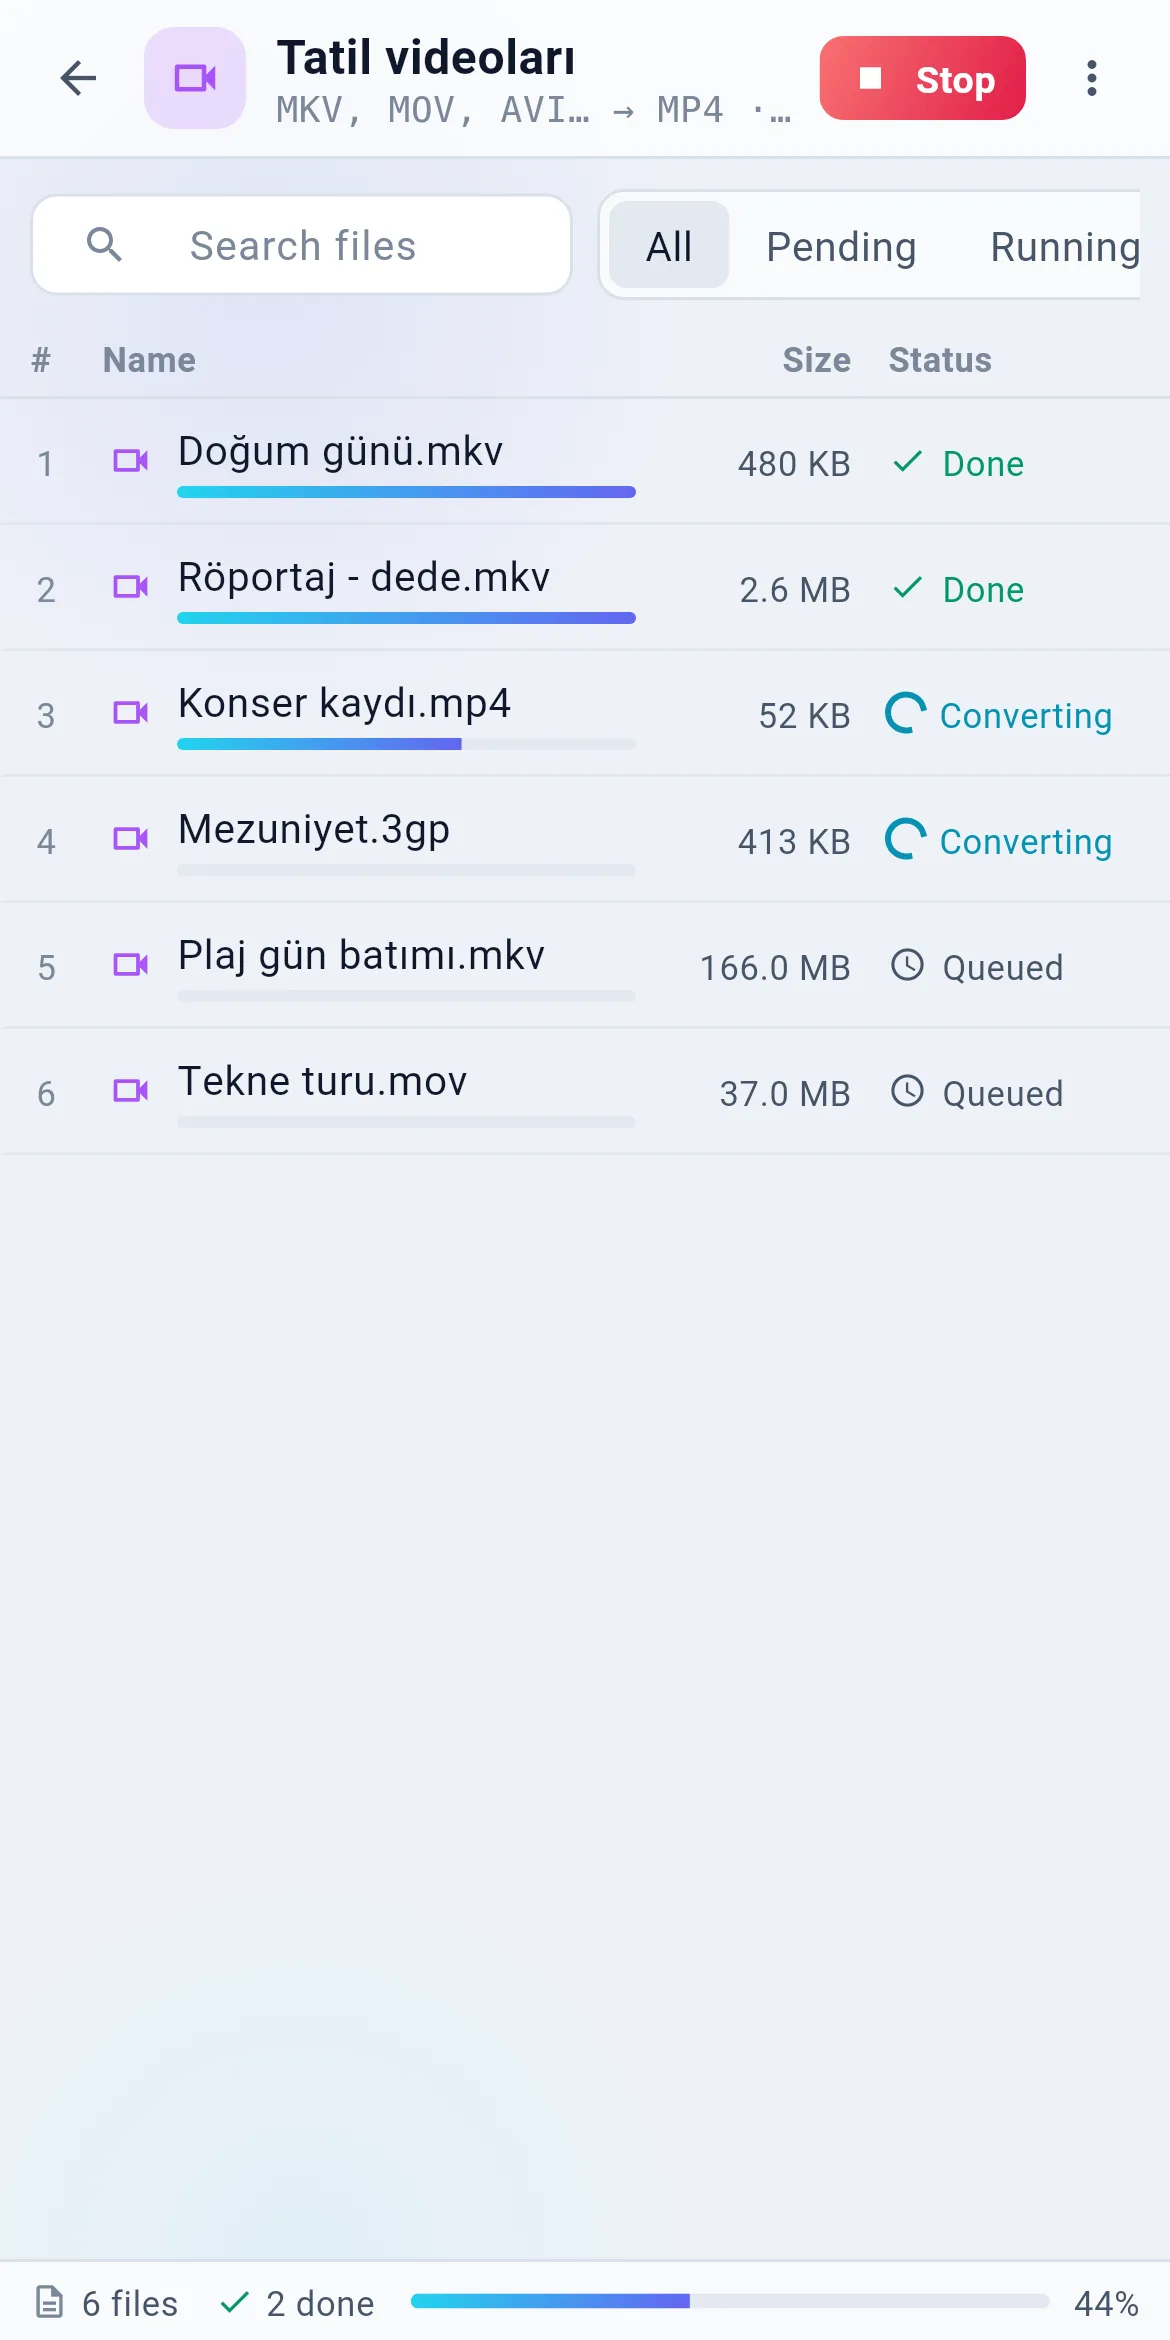 Tatil videoları
MKV, MOV, AVI… → MP4 ·…
Stop
Search files
All Pending Running
# Name Size Status
1 Doğum günü.mkv 480 KB Done
2 Röportaj - dede.mkv 2.6 MB Done
3 Konser kaydı.mp4 52 KB Converting
4 Mezuniyet.3gp 413 KB Converting
5 Plaj gün batımı.mkv 166.0 MB Queued
6 Tekne turu.mov 37.0 MB Queued
6 files 2 done 44%